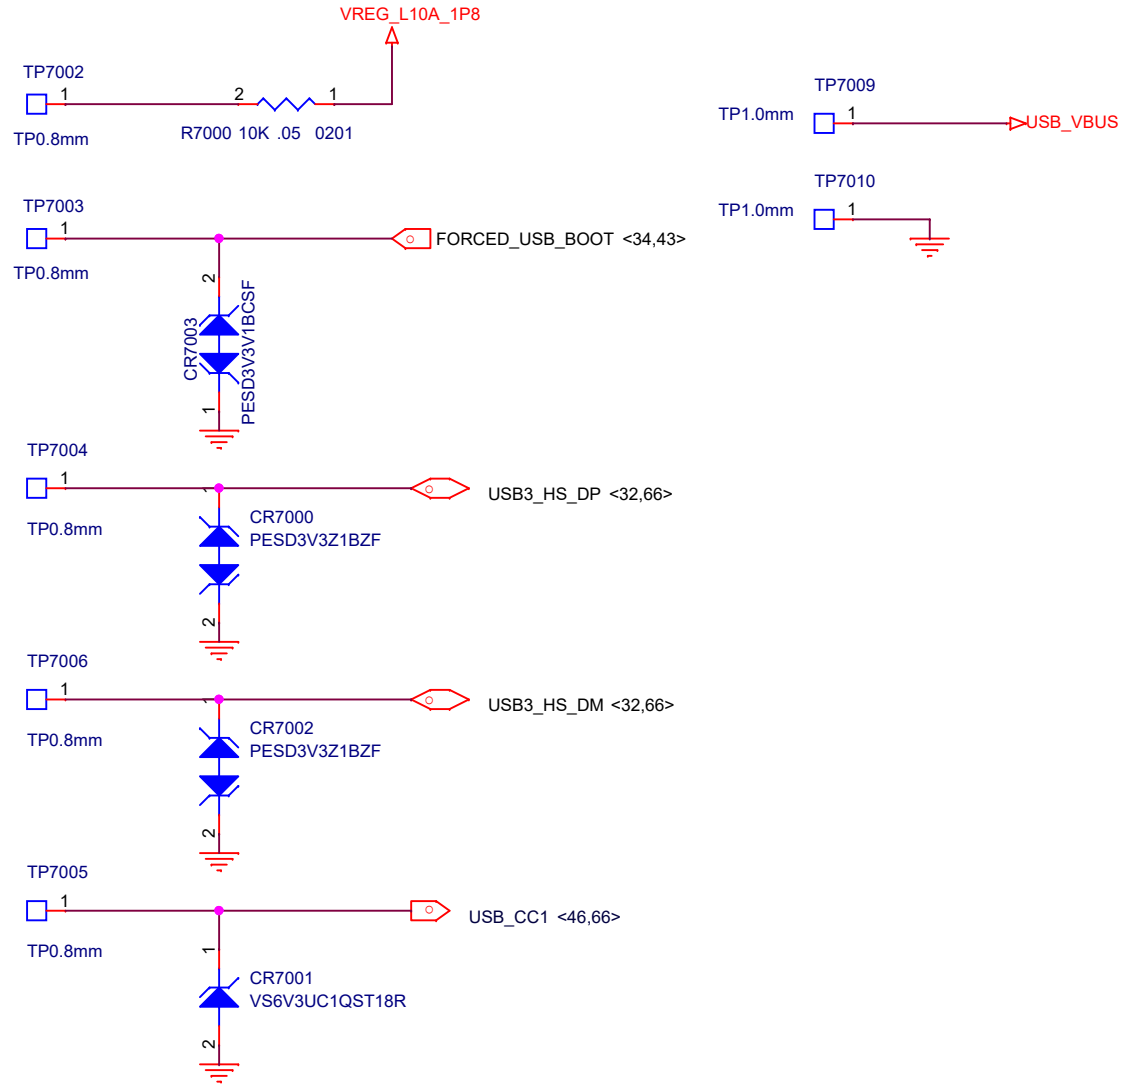 VREG_L10A_1P8
TP7002
1
2
1
R7000 10K .05 0201
TP0.8mm
TP7009
TP1.0mm
1
USB_VBUS
TP7010
TP1.0mm
1
TP7003
1
TP0.8mm
FORCED_USB_BOOT <34,43>
2
CR7003
PESD3V3V1BCSF
1
TP7004
1
TP0.8mm
1
USB3_HS_DP <32,66>
CR7000
PESD3V3Z1BZF
2
TP7006
1
TP0.8mm
1
USB3_HS_DM <32,66>
CR7002
PESD3V3Z1BZF
2
TP7005
1
TP0.8mm
USB_CC1 <46,66>
1
CR7001
VS6V3UC1QST18R
2